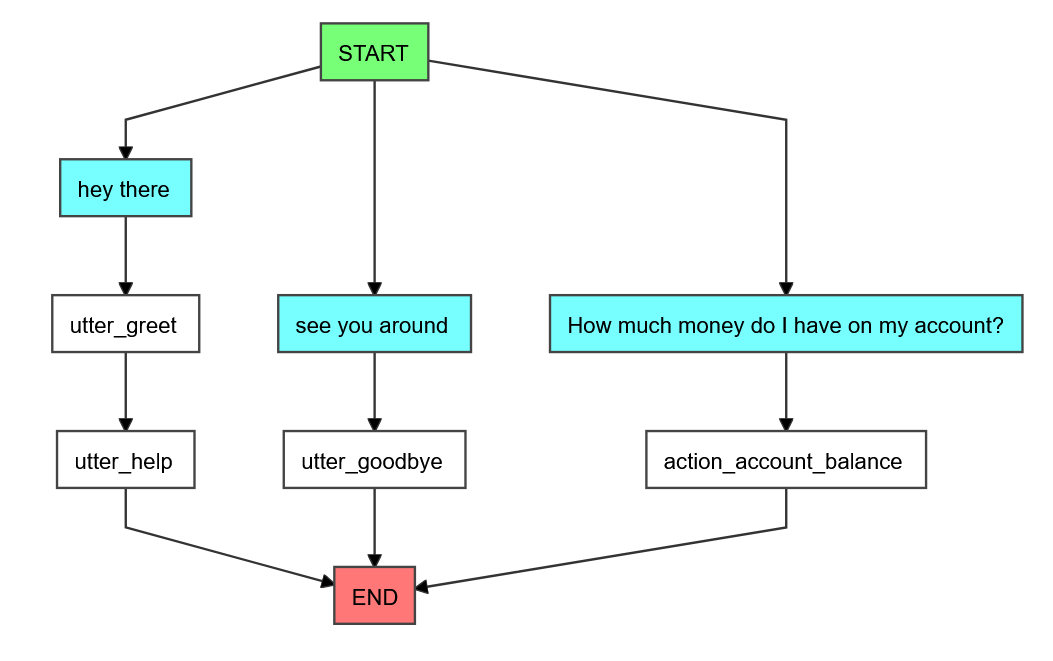 START
hey there
utter_greet
see you around
How much money do I have on my account?
utter_help
utter_goodbye
action_account_balance
END